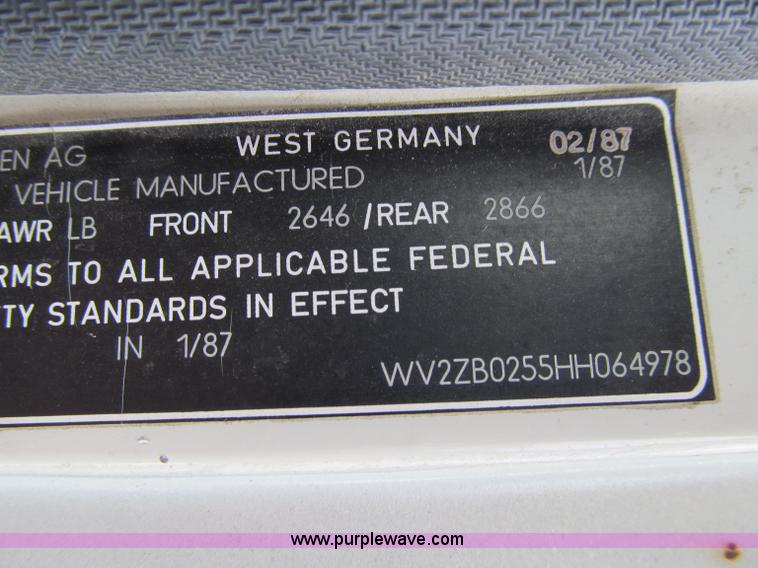 EN AG WEST GERMANY 02/87
VEHICLE MANUFACTURED 1/87
AWR LB FRONT 2646 /REAR 2866
RMS TO ALL APPLICABLE FEDERAL
TY STANDARDS IN EFFECT
IN 1/87
WV2ZB0255HH064978
www.purplewave.com